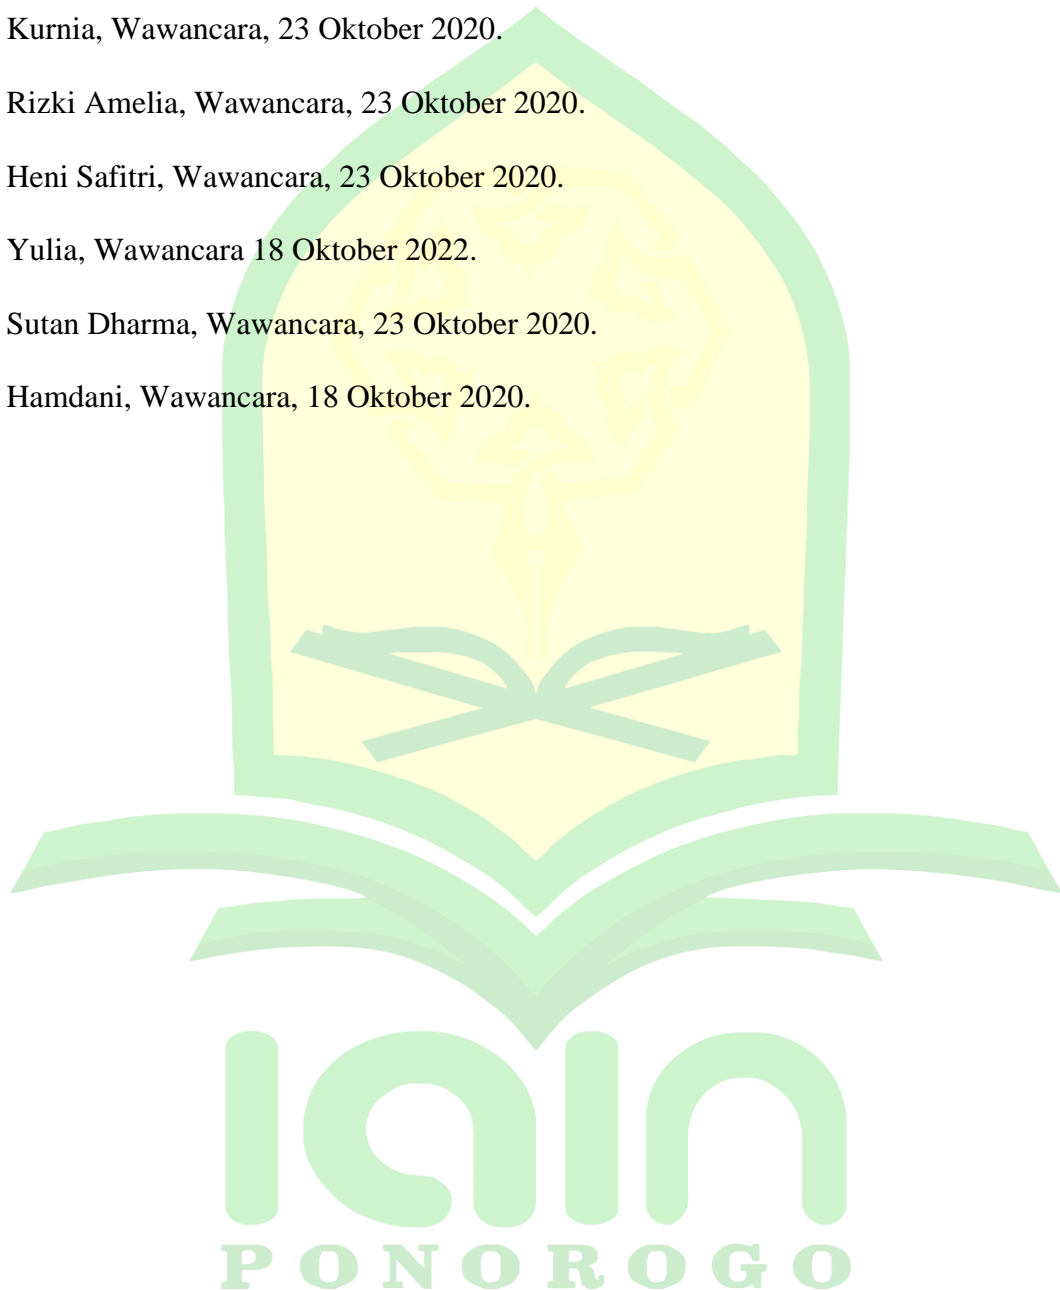 Kurnia, Wawancara, 23 Oktober 2020.
Rizki Amelia, Wawancara, 23 Oktober 2020.
Heni Safitri, Wawancara, 23 Oktober 2020.
Yulia, Wawancara 18 Oktober 2022.
Sutan Dharma, Wawancara, 23 Oktober 2020.
Hamdani, Wawancara, 18 Oktober 2020.
iain
PONOROGO